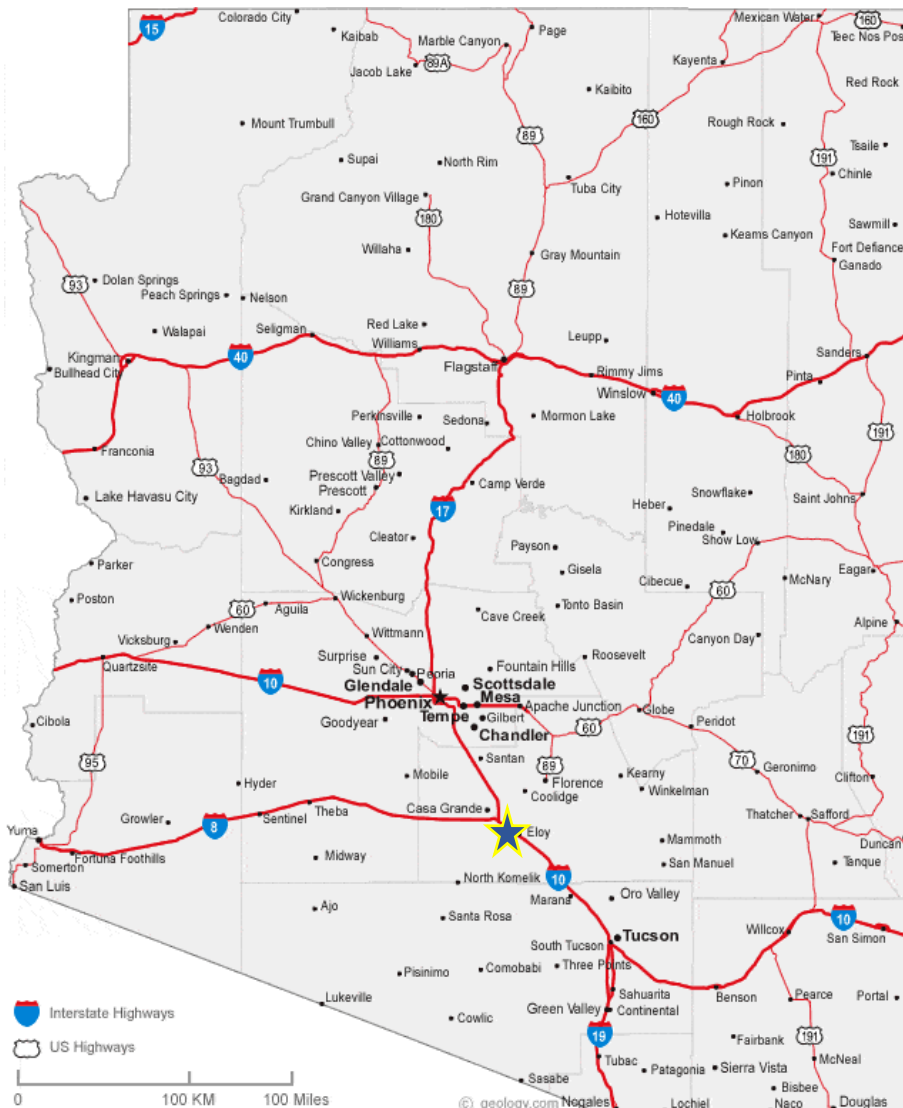 Colorado City
Mexican Water
160
15
Kaibab
Marble Canyon
Page
Teec Nos Pos
89A
Jacob Lake
Kayenta
Red Rock
Kaibito
Mount Trumbull
160
Rough Rock
89
Tsaile
Supai
North Rim
191
Chinle
Tuba City
Pinon
Grand Canyon Village
180
Hotevilla
Sawmill
Keams Canyon
Willaha
Gray Mountain
Fort Defiance
Ganado
93
Dolan Springs
Peach Springs
Nelson
89
Walapai
Seligman
Red Lake
Williams
Leupp
Kingman
40
Flagstaff
Sanders
Bullhead City
Rimmy Jims
Pinta
Winslow
40
Perkinsville
Sedona
Mormon Lake
Holbrook
Chino Valley
Cottonwood
191
Franconia
93
89
180
Bagdad
Prescott Valley
Prescott
Camp Verde
Lake Havasu City
Snowflake
Saint Johns
Kirkland
17
Heber
Pinedale
Cleator
Show Low
Payson
Parker
Congress
Gisela
Eagar
Cibecue
McNary
Poston
60
Wickenburg
60
Aguila
Tonto Basin
Cave Creek
Wenden
Wittmann
Alpine
Vicksburg
Canyon Day
Quartzsite
Surprise
Roosevelt
Sun City
Peoria
Fountain Hills
10
Glendale
Scottsdale
Phoenix
Mesa
Tempe
Apache Junction
Globe
Cibola
Goodyear
Gilbert
Chandler
60
Peridot
191
95
Santan
70
89
Geronimo
Mobile
Florence
Kearny
Clifton
Hyder
Coolidge
Winkelman
Casa Grande
Theba
Growler
8
Sentinel
Thatcher
Safford
Yuma
Eloy
Mammoth
Duncan
Fortuna Foothills
Midway
San Manuel
Tanque
Somerton
San Luis
North Komelik
10
Marana
Oro Valley
Ajo
Santa Rosa
10
Willcox
San Simon
Tucson
South Tucson
Pisinimo
Comobabi
Three Points
Sahuarita
Benson
Pearce
Portal
Lukeville
Green Valley
Continental
Interstate Highways
Cowlic
19
Fairbank
191
US Highways
Tubac
McNeal
Patagonia
Sierra Vista
Sasabe
Bisbee
0
100 KM
100 Miles
© geology.com
Nogales
Lochiel
Naco
Douglas